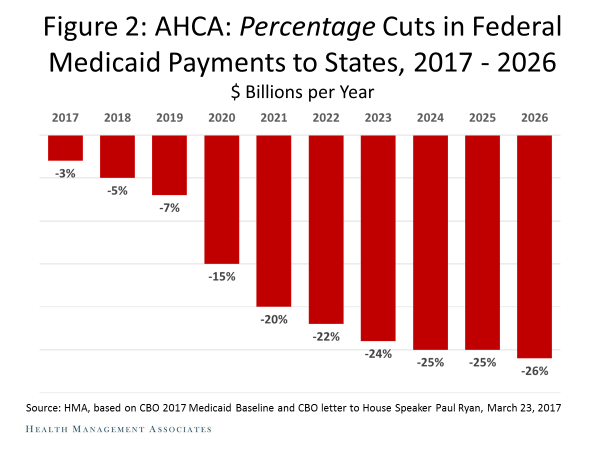 Figure 2: AHCA: Percentage Cuts in Federal
Medicaid Payments to States, 2017 - 2026
$ Billions per Year
2017 2018 2019 2020 2021 2022 2023 2024 2025 2026
-3%
-5%
-7%
-15%
-20%
-22%
-24%
-25%
-25%
-26%
Source: HMA, based on CBO 2017 Medicaid Baseline and CBO letter to House Speaker Paul Ryan, March 23, 2017
HEALTH MANAGEMENT ASSOCIATES